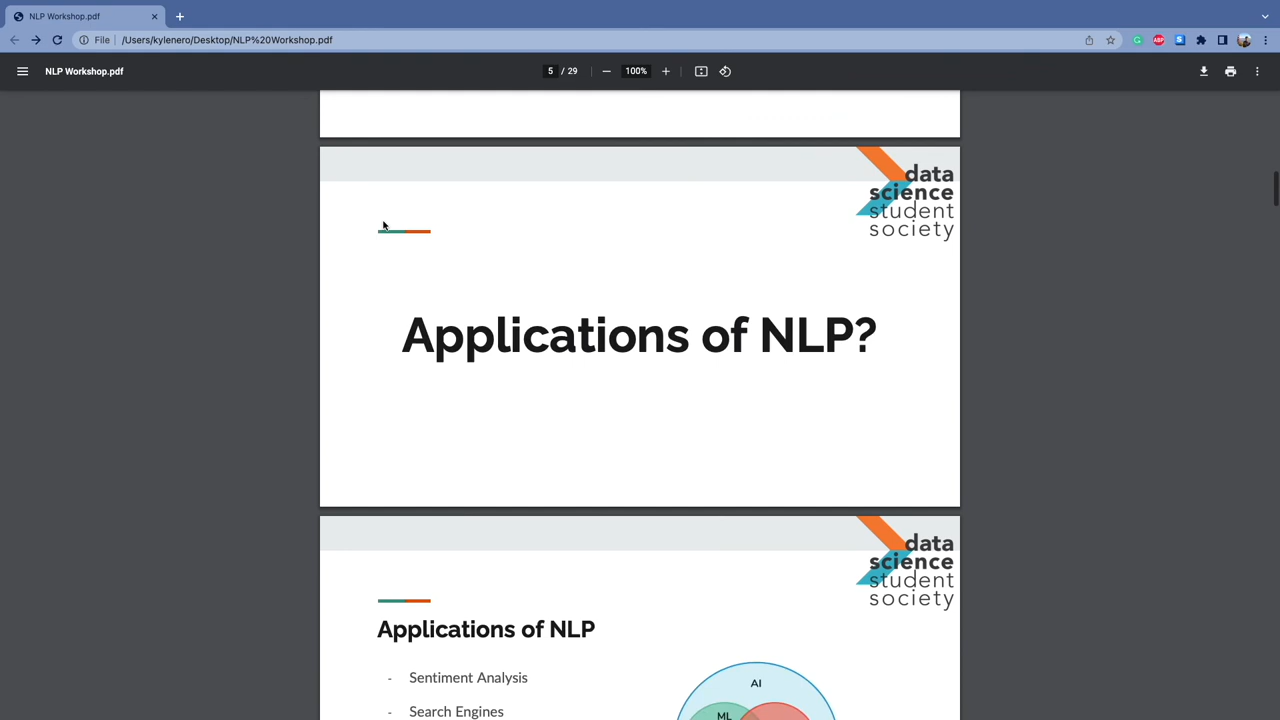 NLP Workshop.pdf
File
/Users/kylenero/Desktop/NLP%20Workshop.pdf
ABP
S
NLP Workshop.pdf
5 / 29
100%
data
science
student
society
Applications of NLP?
data
science
student
society
Applications of NLP
- Sentiment Analysis
- Search Engines
AI
ML